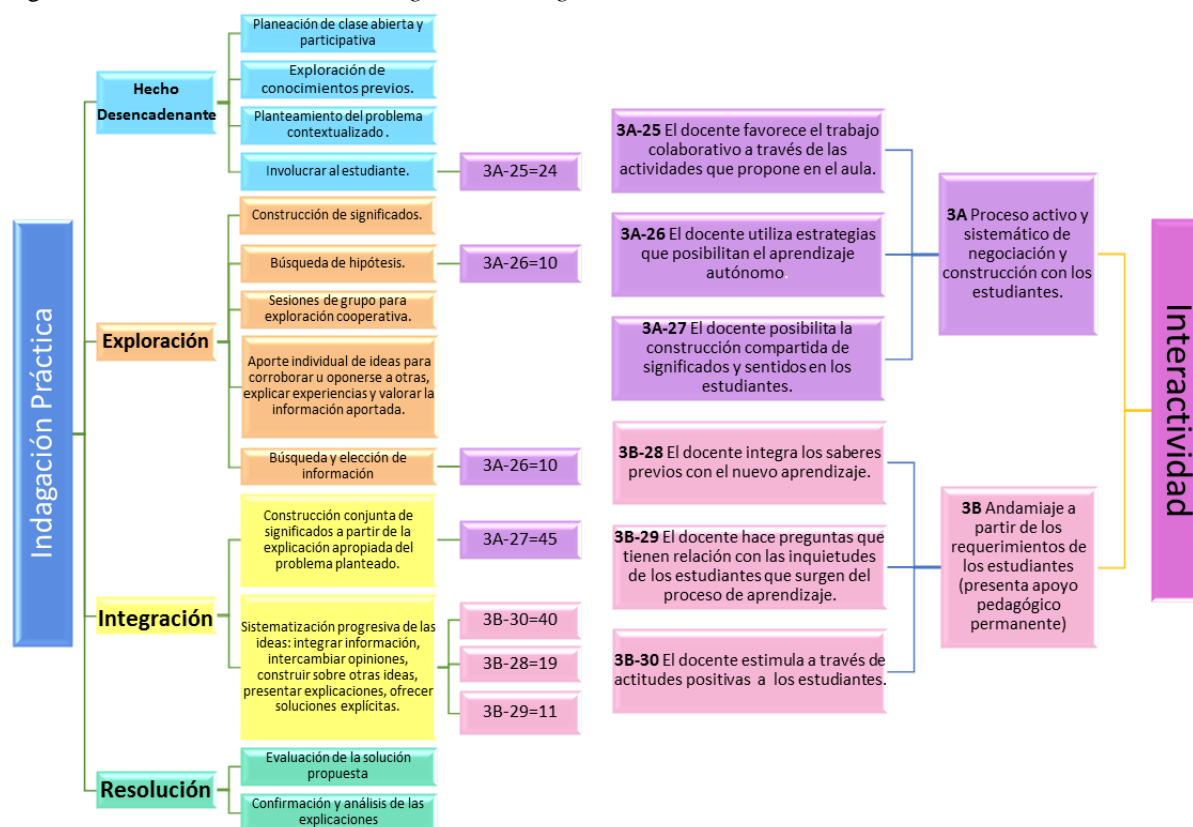 Indagación Práctica
Hecho
Desencadenante
Planeación de clase abierta y
participativa
Exploración de
conocimientos previos.
Planteamiento del problema
contextualizado .
Involucrar al estudiante.
3A-25=24
Exploración
Construcción de significados.
Búsqueda de hipótesis.
3A-26=10
Sesiones de grupo para
exploración cooperativa.
Aporte individual de ideas para
corroborar u oponerse a otras,
explicar experiencias y valorar la
información aportada.
Búsqueda y elección de
información
3A-26=10
Integración
Construcción conjunta de
significados a partir de la
explicación apropiada del
problema planteado.
3A-27=45
Sistematización progresiva de las
ideas: integrar información,
intercambiar opiniones,
construir sobre otras ideas,
presentar explicaciones, ofrecer
soluciones explícitas.
3B-30=40
3B-28=19
3B-29=11
Resolución
Evaluación de la solución
propuesta
Confirmación y análisis de las
explicaciones
3A-25 El docente favorece el trabajo
colaborativo a través de las
actividades que propone en el aula.
3A-26 El docente utiliza estrategias
que posibilitan el aprendizaje
autónomo.
3A-27 El docente posibilita la
construcción compartida de
significados y sentidos en los
estudiantes.
3B-28 El docente integra los saberes
previos con el nuevo aprendizaje.
3B-29 El docente hace preguntas que
tienen relación con las inquietudes
de los estudiantes que surgen del
proceso de aprendizaje.
3B-30 El docente estimula a través de
actitudes positivas a los estudiantes.
3A Proceso activo y
sistemático de
negociación y
construcción con los
estudiantes.
3B Andamiaje a
partir de los
requerimientos de
los estudiantes
(presenta apoyo
pedagógico
permanente)
Interactividad